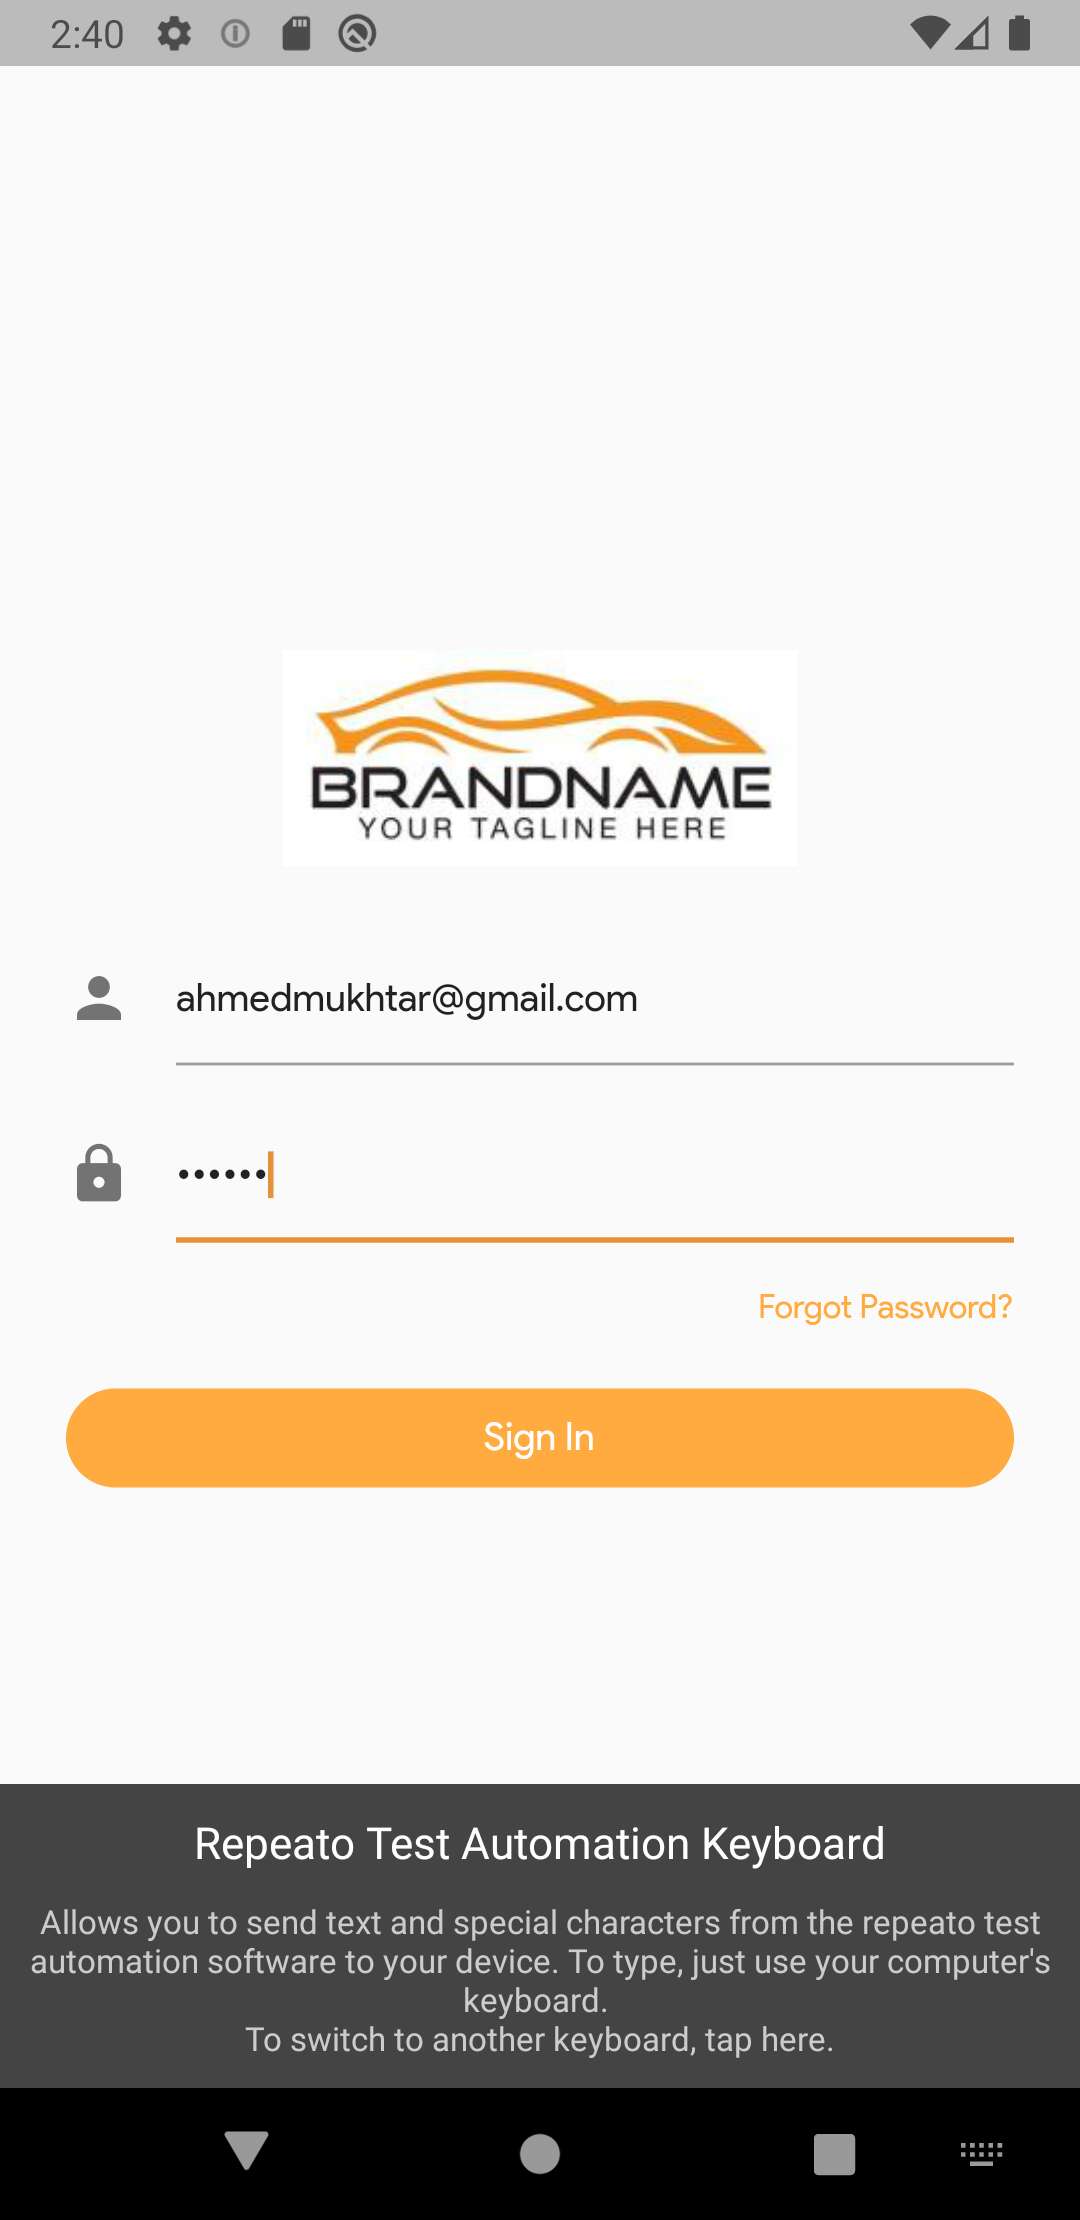 2:40
BRANDNAME
YOUR TAGLINE HERE
ahmedmukhtar@gmail.com
••••••
Forgot Password?
Sign In
Repeato Test Automation Keyboard
Allows you to send text and special characters from the repeato test
automation software to your device. To type, just use your computer's
keyboard.
To switch to another keyboard, tap here.